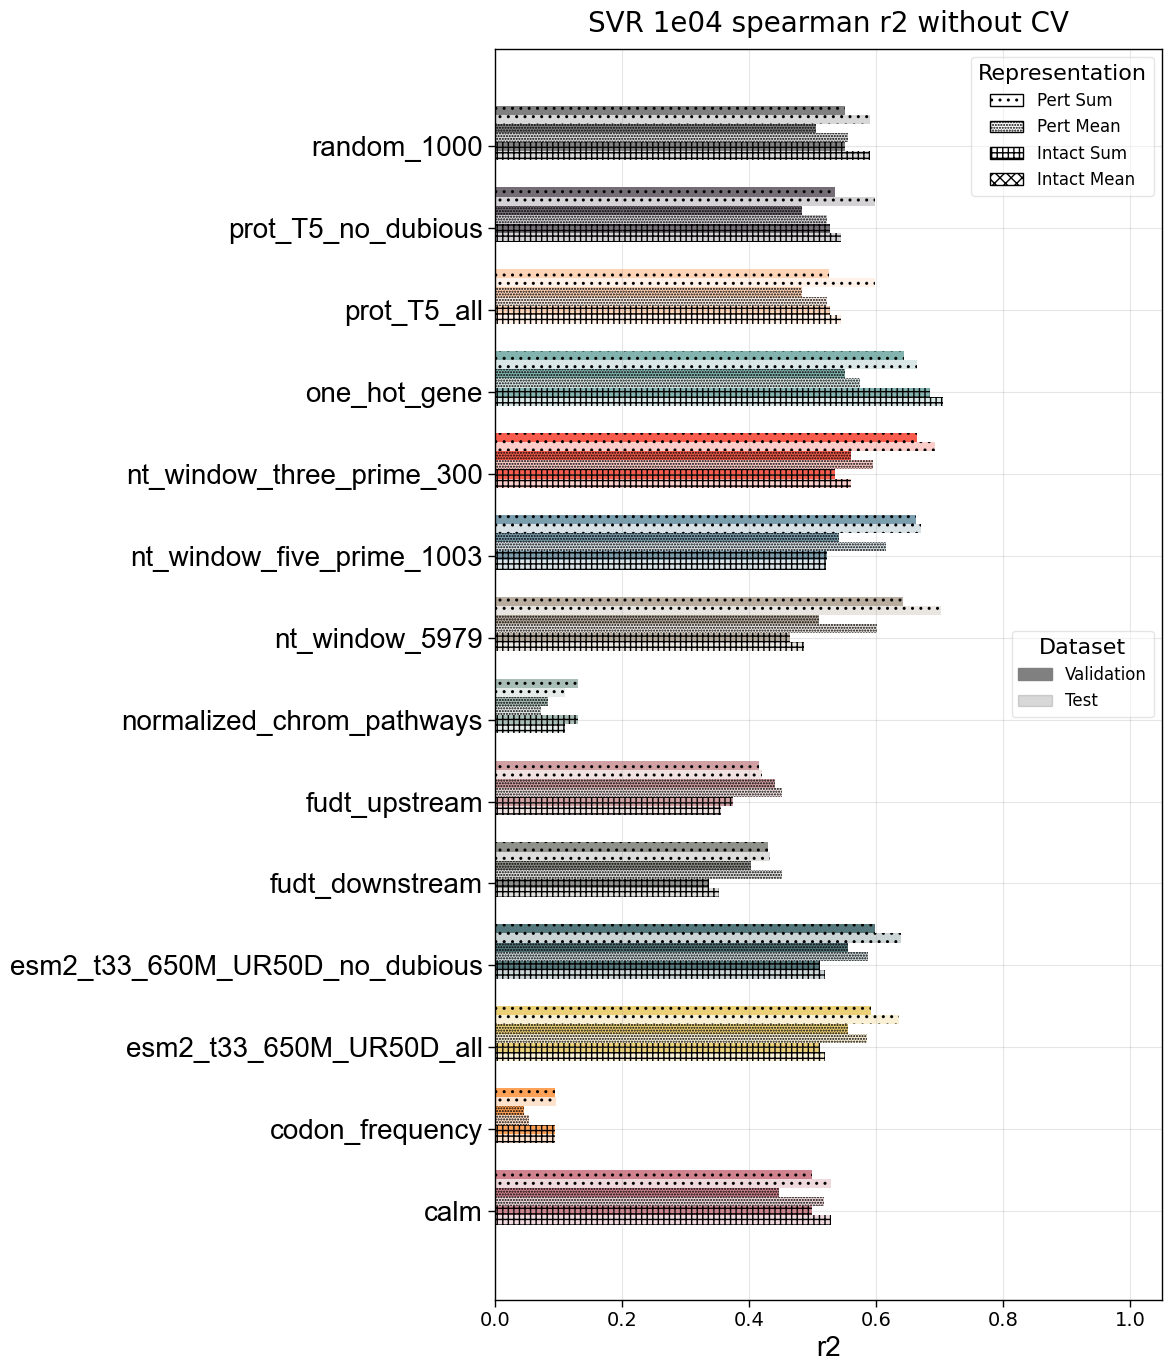 SVR 1e04 spearman r2 without CV
Representation
Pert Sum
Pert Mean
Intact Sum
Intact Mean
random_1000
prot_T5_no_dubious
prot_T5_all
one_hot_gene
nt_window_three_prime_300
nt_window_five_prime_1003
nt_window_5979
Dataset
Validation
Test
normalized_chrom_pathways
fudt_upstream
fudt_downstream
esm2_t33_650M_UR50D_no_dubious
esm2_t33_650M_UR50D_all
codon_frequency
calm
0.0 0.2 0.4 0.6 0.8 1.0
r2